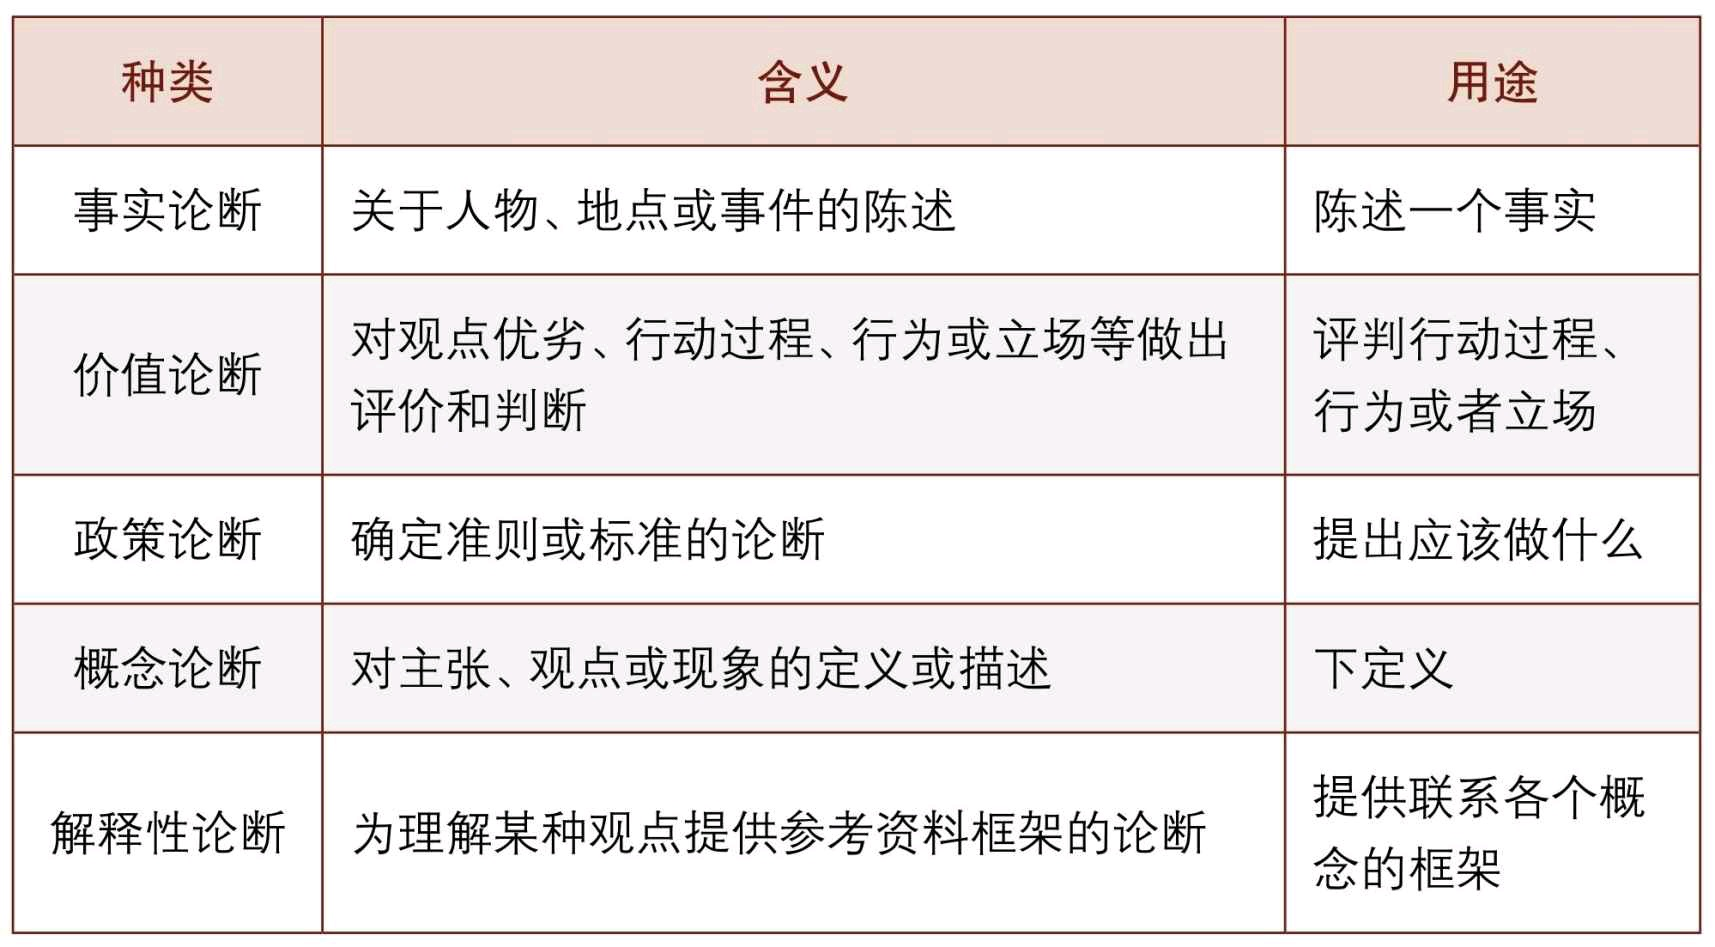 种类 含义 用途
事实论断 关于人物、地点或事件的陈述 陈述一个事实
价值论断 对观点优劣、行动过程、行为或立场等做出
评价和判断
评判行动过程、
行为或者立场
政策论断 确定准则或标准的论断 提出应该做什么
概念论断 对主张、观点或现象的定义或描述 下定义
解释性论断 为理解某种观点提供参考资料框架的论断 提供联系各个概
念的框架